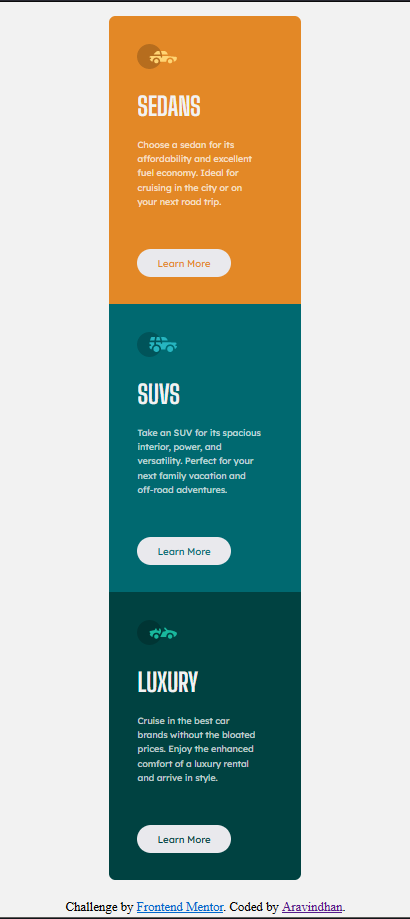 SEDANS
Choose a sedan for its
affordability and excellent
fuel economy. Ideal for
cruising in the city or on
your next road trip.
Learn More
SUVS
Take an SUV for its spacious
interior, power, and
versatility. Perfect for your
next family vacation and
off-road adventures.
Learn More
LUXURY
Cruise in the best car
brands without the bloated
prices. Enjoy the enhanced
comfort of a luxury rental
and arrive in style.
Learn More
Challenge by Frontend Mentor. Coded by Aravindhan.